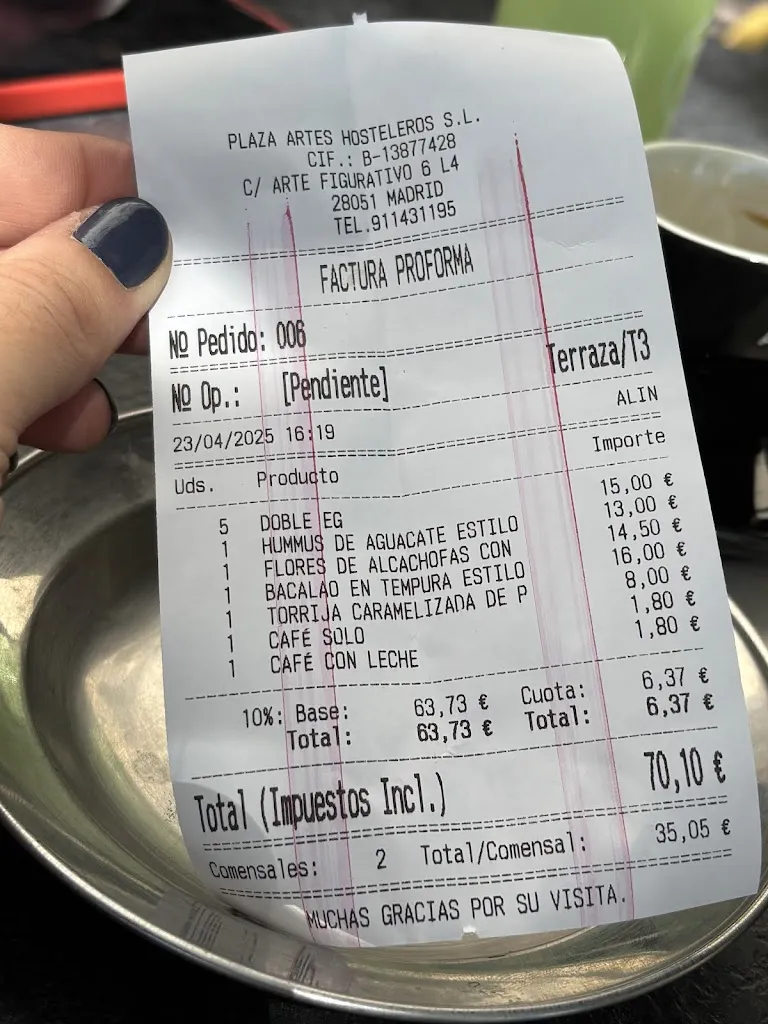 PLAZA ARTES HOSTELEROS S.L.
CIF.: B-13877428
C/ ARTE FIGURATIVO 6 L4
28051 MADRID
TEL.911431195
FACTURA PROFORMA
Nº Pedido: 006
Nº Op.: [Pendiente] Terraza/T3
23/04/2025 16:19 ALIN
Uds. Producto Importe
5 DOBLE EG 15,00 €
1 HUMMUS DE AGUACATE ESTILO 13,00 €
1 FLORES DE ALCACHOFAS CON 14,50 €
1 BACALAO EN TEMPURA ESTILO 16,00 €
1 TORRIJA CARAMELIZADA DE P 8,00 €
1 CAFÉ SOLO 1,80 €
1 CAFÉ CON LECHE 1,80 €
10%: Base: 63,73 € Cuota: 6,37 €
Total: 63,73 € Total: 6,37 €
Total (Impuestos Incl.) 70,10 €
Comensales: 2 Total/Comensal: 35,05 €
MUCHAS GRACIAS POR SU VISITA.